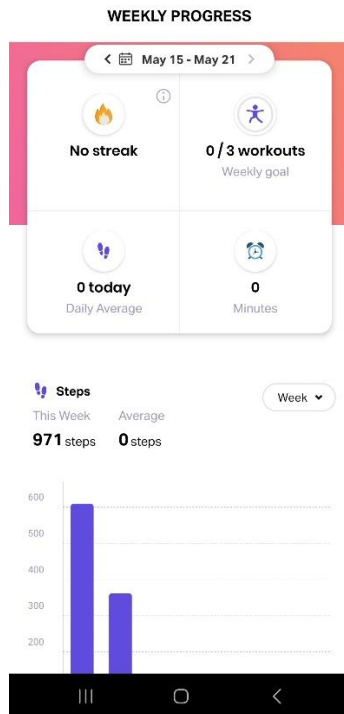 WEEKLY PROGRESS
May 15 - May 21
No streak
0 / 3 workouts
Weekly goal
0 today
Daily Average
0
Minutes
Steps
Week
This Week
Average
971 steps
0 steps
600
500
400
300
200